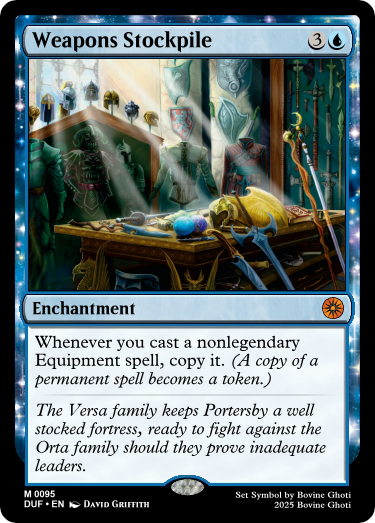 Weapons Stockpile 3
Enchantment
Whenever you cast a nonlegendary
Equipment spell, copy it. (A copy of a
permanent spell becomes a token.)
The Versa family keeps Portersby a well
stocked fortress, ready to fight against the
Orta family should they prove inadequate
leaders.
M 0095
DUF • EN DAVID GRIFFITH
Set Symbol by Bovine Ghoti
2025 Bovine Ghoti